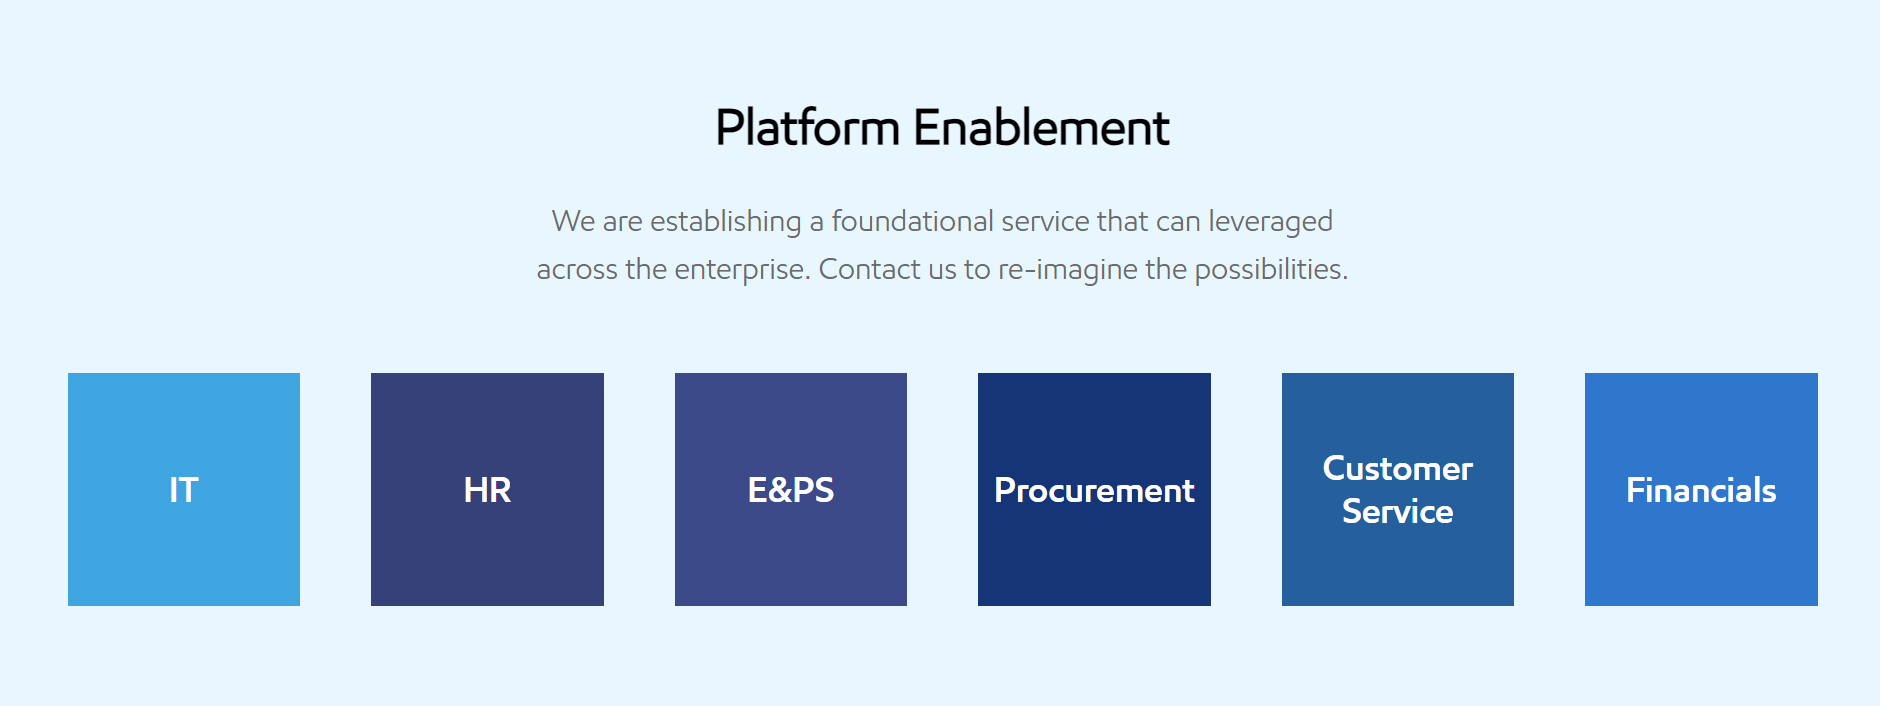 Platform Enablement
We are establishing a foundational service that can leveraged
across the enterprise. Contact us to re-imagine the possibilities.
IT
HR
E&PS
Procurement
Customer
Service
Financials